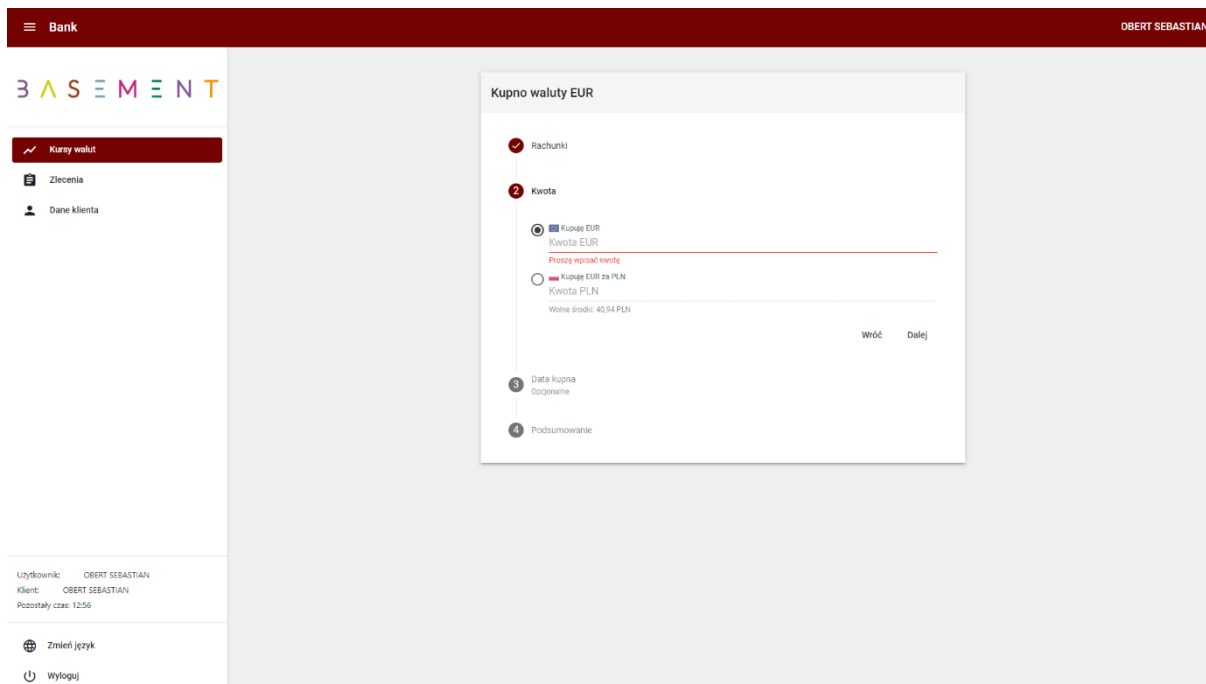 Bank
OBERT SEBASTIAN
BASEMENT
Kursy walut
Zlecenia
Dane klienta
Kupno waluty EUR
Rachunki
2 Kwota
Kupuję EUR
Kwota EUR
Proszę wpisać kwotę
Kupuję EUR za PLN
Kwota PLN
Wolne środki: 40,94 PLN
Wróć Dalej
3 Data kupna
Opcjonalne
4 Podsumowanie
Użytkownik: OBERT SEBASTIAN
Klient: OBERT SEBASTIAN
Pozostały czas: 12:56
Zmień język
Wyloguj